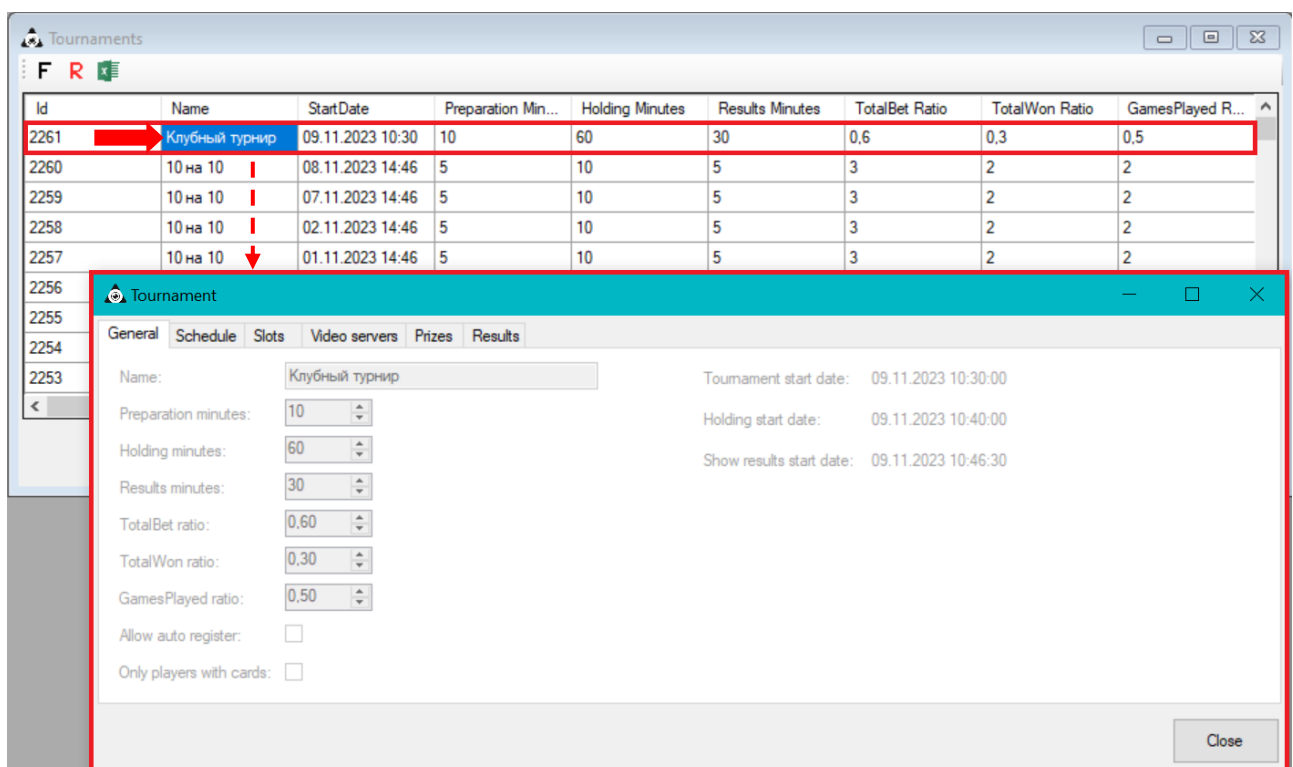 Tournaments
F R
Id Name StartDate Preparation Min... Holding Minutes Results Minutes TotalBet Ratio TotalWon Ratio GamesPlayed R...
2261 Клубный турнир 09.11.2023 10:30 10 60 30 0,6 0,3 0,5
2260 10 на 10 08.11.2023 14:46 5 10 5 3 2 2
2259 10 на 10 07.11.2023 14:46 5 10 5 3 2 2
2258 10 на 10 02.11.2023 14:46 5 10 5 3 2 2
2257 10 на 10 01.11.2023 14:46 5 10 5 3 2 2
2256
2255
2254
2253
Tournament
General Schedule Slots Video servers Prizes Results
Name: Клубный турнир Tournament start date: 09.11.2023 10:30:00
Preparation minutes: 10 Holding start date: 09.11.2023 10:40:00
Holding minutes: 60 Show results start date: 09.11.2023 10:46:30
Results minutes: 30
TotalBet ratio: 0,60
TotalWon ratio: 0,30
GamesPlayed ratio: 0,50
Allow auto register:
Only players with cards:
Close